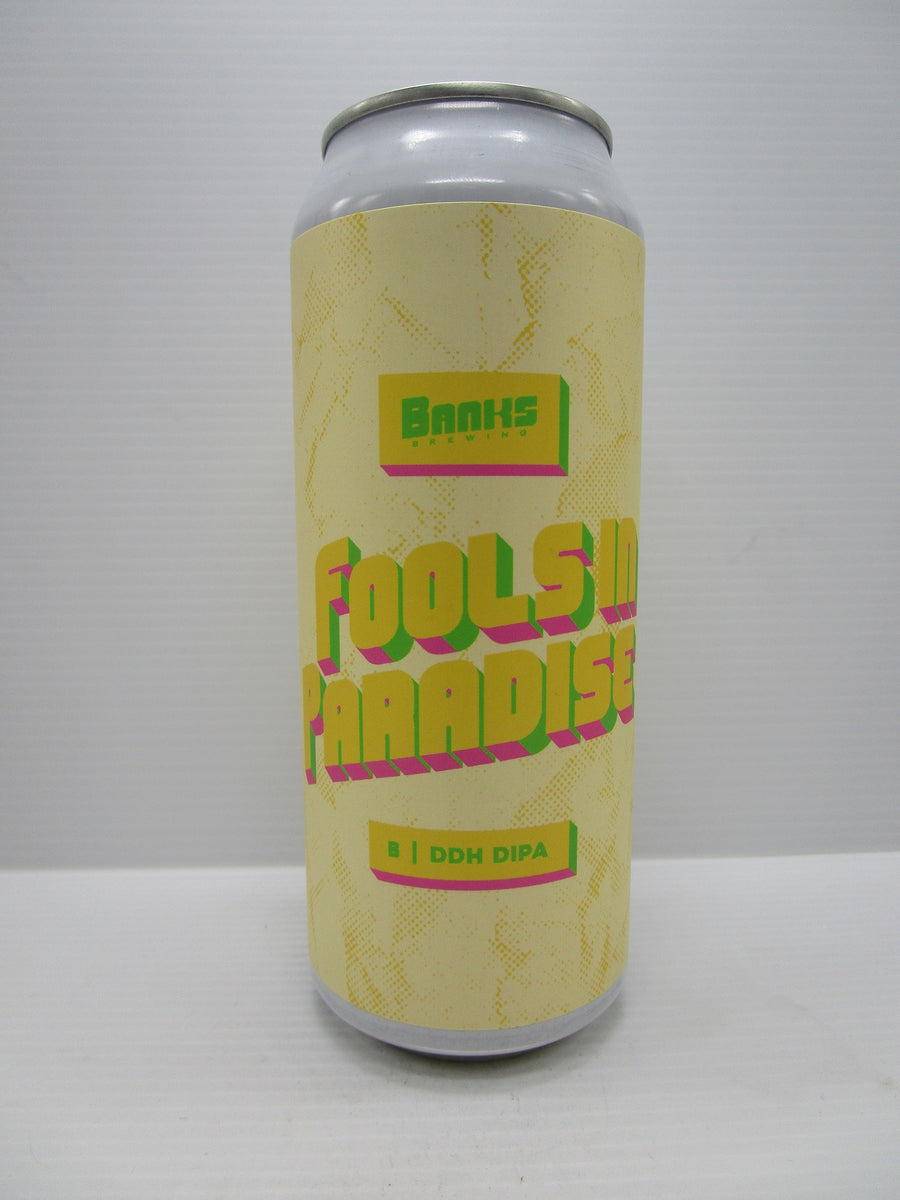 BANKS
BREWING
FOOLS IN
PARADISE
B | DDH DIPA